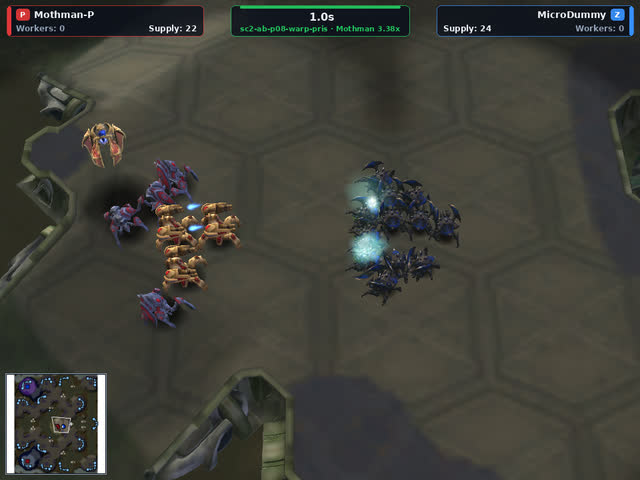 P Mothman-P
Workers: 0 Supply: 22
1.0s
sc2-ab-p08-warp-pris · Mothman 3.38x
MicroDummy Z
Supply: 24 Workers: 0